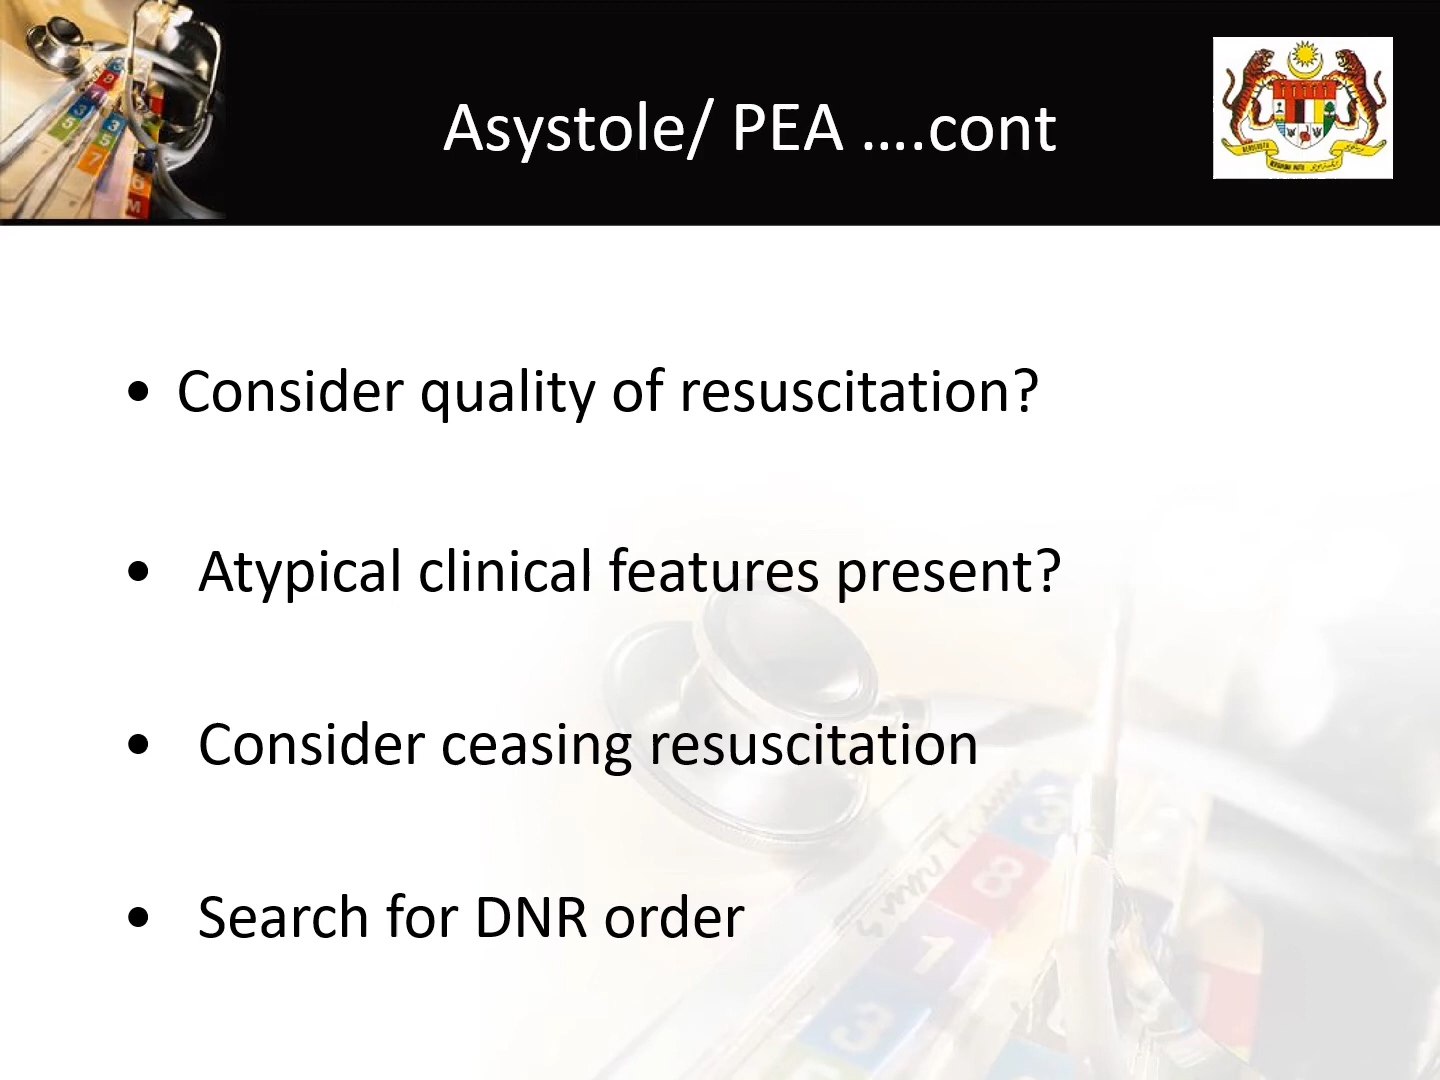 Asystole/ PEA ….cont
• Consider quality of resuscitation?
• Atypical clinical features present?
• Consider ceasing resuscitation
• Search for DNR order